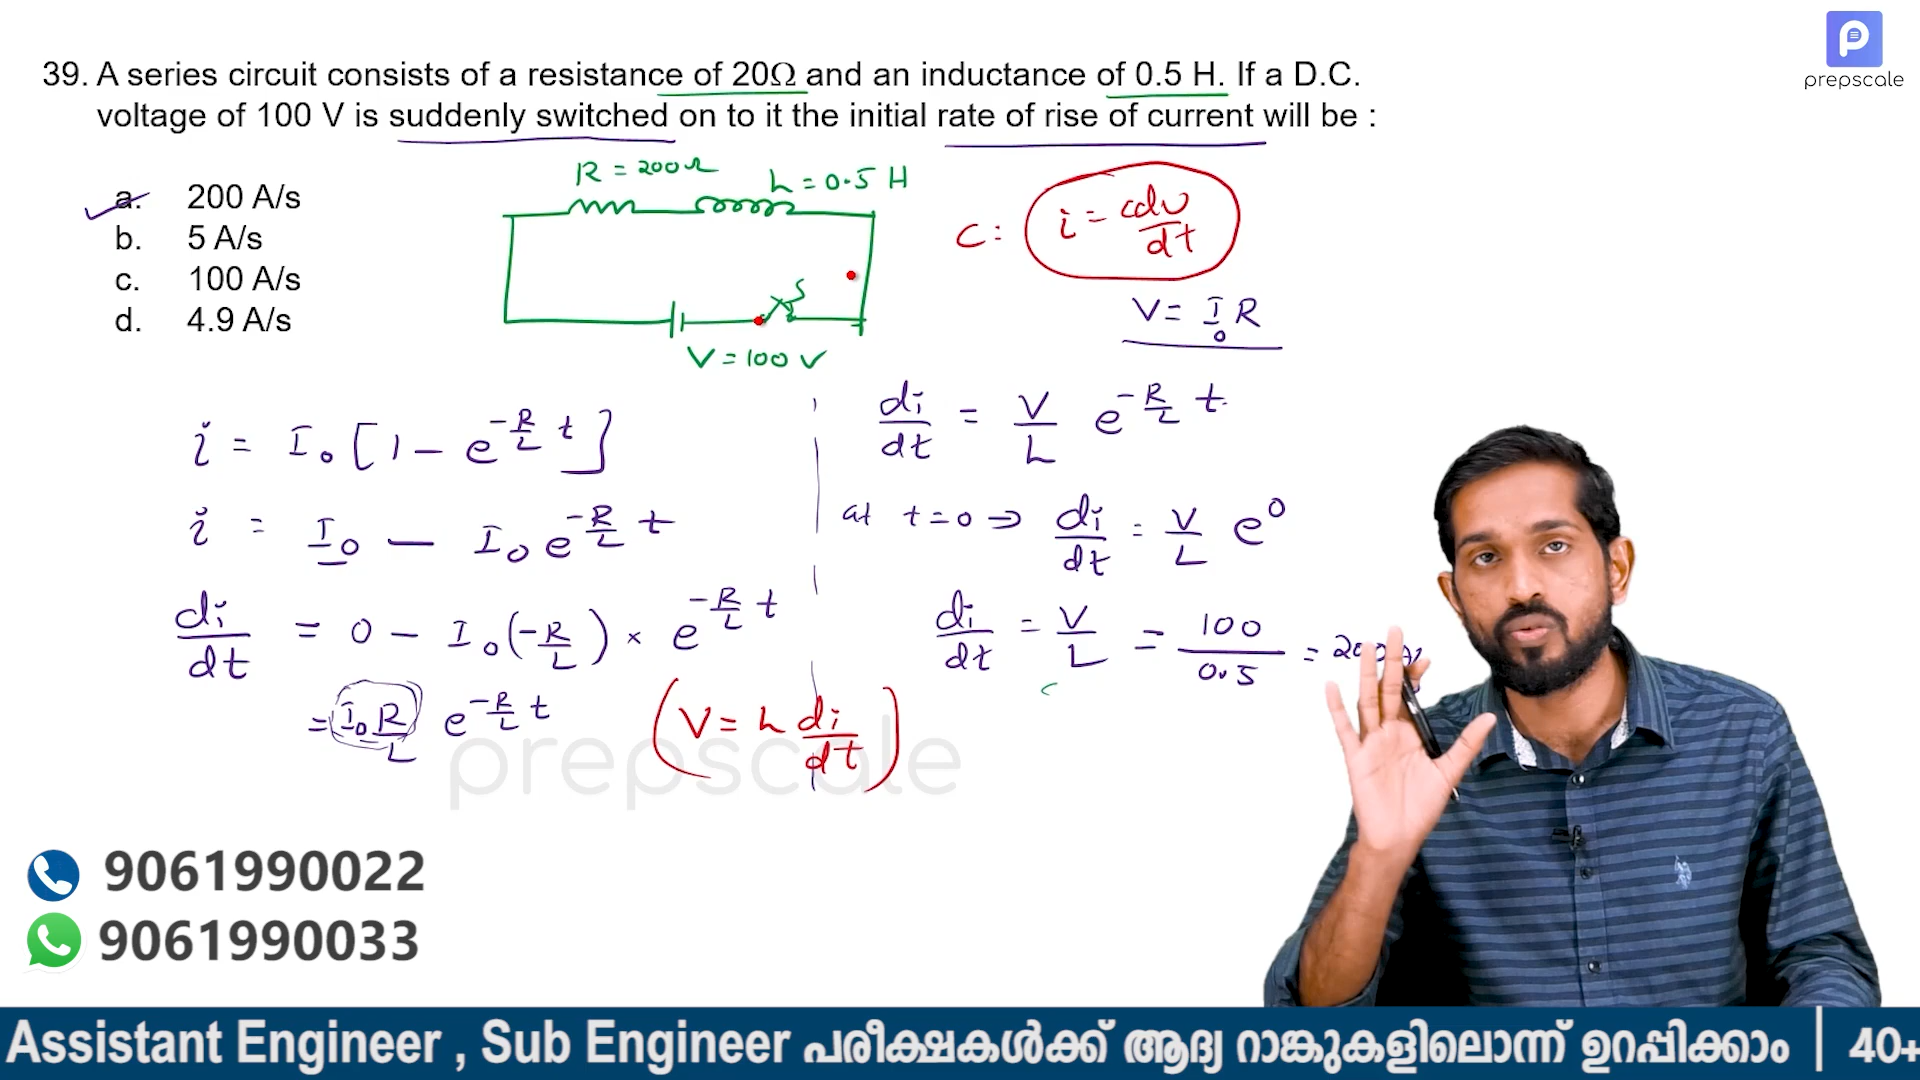 prepscale
39. A series circuit consists of a resistance of 20Ω and an inductance of 0.5 H. If a D.C.
voltage of 100 V is suddenly switched on to it the initial rate of rise of current will be :
a. 200 A/s
b. 5 A/s
c. 100 A/s
d. 4.9 A/s
R = 200Ω
L = 0.5 H
S
V = 100 V
C: i = cdv/dt
V = I₀R
i = I₀[1 - e^(-R/L t)]
i = I₀ - I₀e^(-R/L t)
di/dt = 0 - I₀(-R/L) × e^(-R/L t)
= I₀R/L e^(-R/L t)
(V = L di/dt)
di/dt = V/L e^(-R/L t)
at t=0 ⇒ di/dt = V/L e⁰
di/dt = V/L = 100/0.5 =
prepscale
9061990022
9061990033
Assistant Engineer , Sub Engineer പരീക്ഷകൾക്ക് ആദ്യ റാങ്കുകളിലൊന്ന് ഉറപ്പിക്കാം | 40+